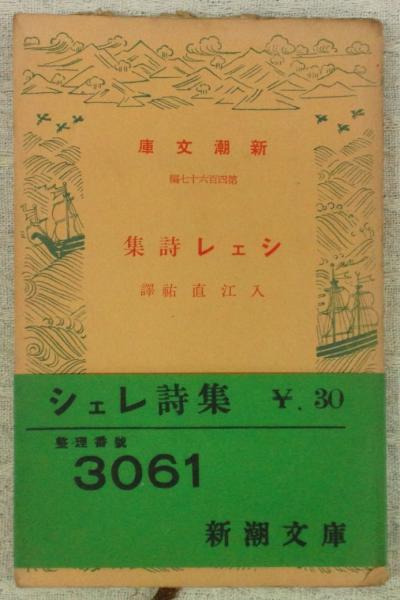 新潮文庫
第四百六十七編
シェレ詩集
入江直祐譯
シェレ詩集 ¥.30
整理番號
3061
新潮文庫